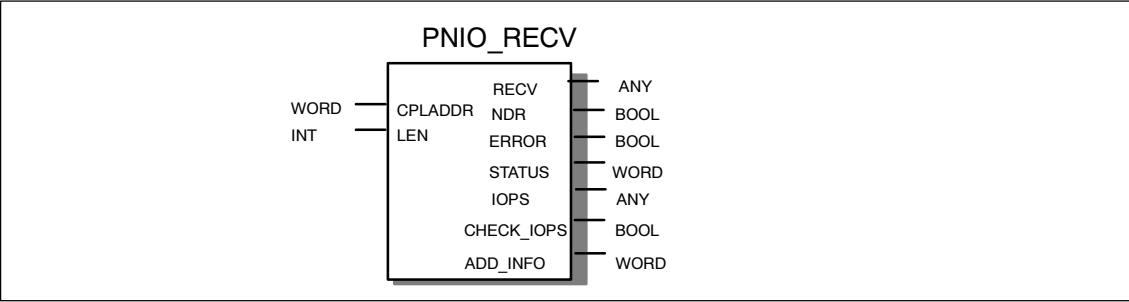 PNIO_RECV
RECV ANY
WORD CPLADDR NDR BOOL
INT LEN ERROR BOOL
STATUS WORD
IOPS ANY
CHECK_IOPS BOOL
ADD_INFO WORD